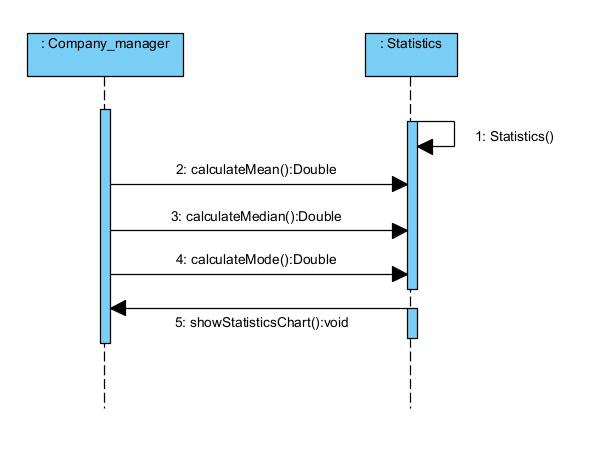 : Company_manager
: Statistics
1: Statistics()
2: calculateMean():Double
3: calculateMedian():Double
4: calculateMode():Double
5: showStatisticsChart():void